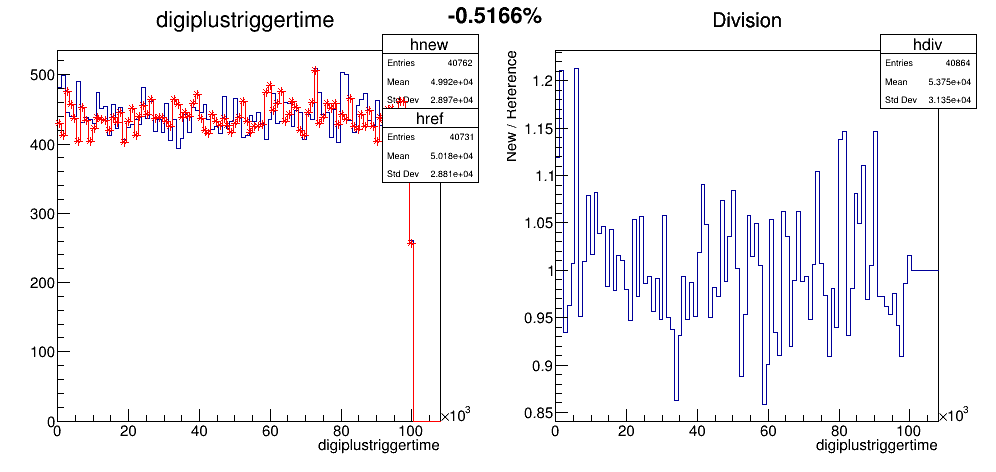 -0.5166%
digiplustriggertime
hnew
Entries 40762
Mean 4.992e+04
Std Dev 2.897e+04
href
Entries 40731
Mean 5.018e+04
Std Dev 2.881e+04
500
400
300
200
100
0
0 20 40 60 80 100
×10³
digiplustriggertime
Division
hdiv
Entries 40864
Mean 5.375e+04
Std Dev 3.135e+04
New / Reference
1.2
1.15
1.1
1.05
1
0.95
0.9
0.85
0 20 40 60 80 100
×10³
digiplustriggertime